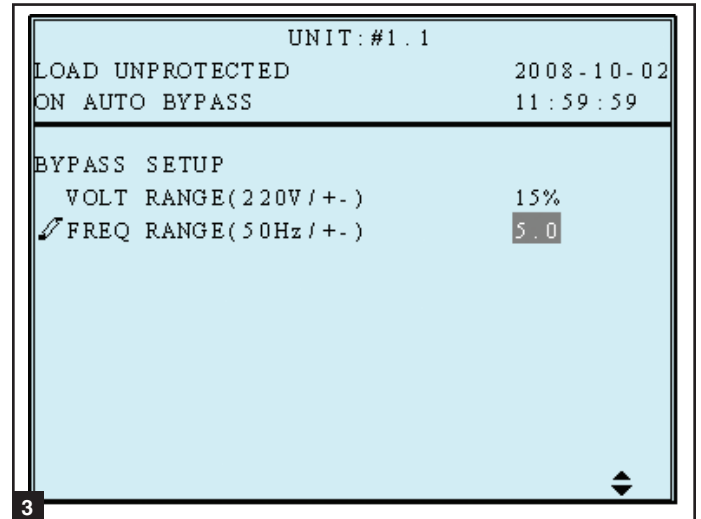 UNIT:#1.1
LOAD UNPROTECTED 2008-10-02
ON AUTO BYPASS 11:59:59
BYPASS SETUP
VOLT RANGE(220V/+-) 15%
FREQ RANGE(50Hz/+-) 5.0
3